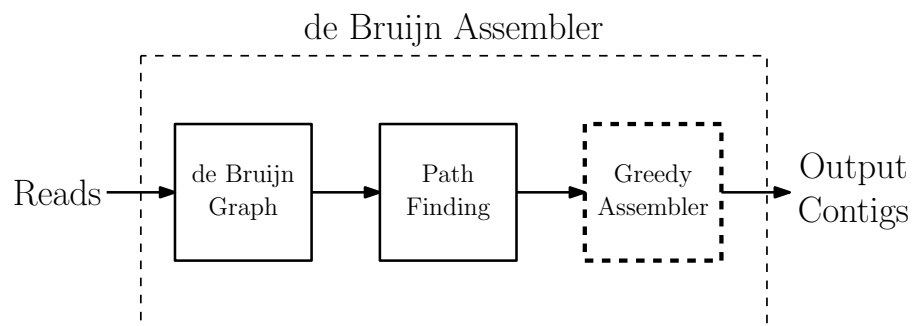 de Bruijn Assembler
Reads
de Bruijn
Graph
Path
Finding
Greedy
Assembler
Output
Contigs